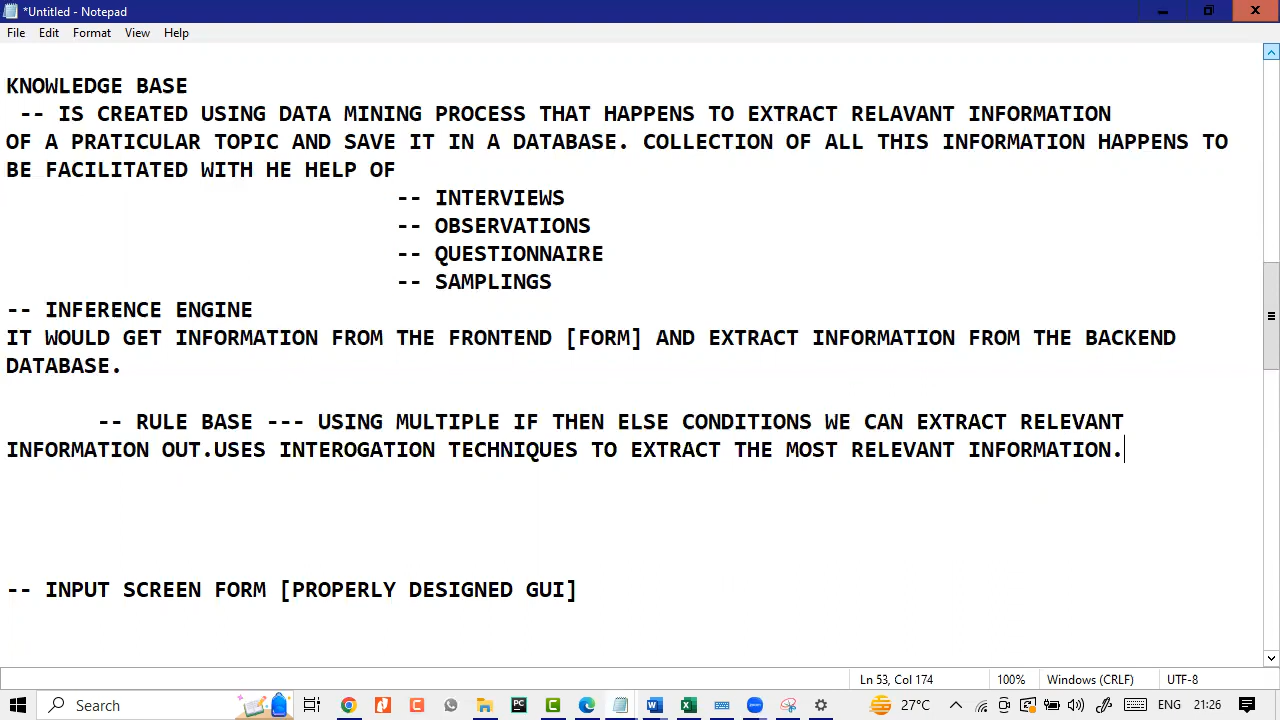 *Untitled - Notepad
File Edit Format View Help
KNOWLEDGE BASE
-- IS CREATED USING DATA MINING PROCESS THAT HAPPENS TO EXTRACT RELAVANT INFORMATION
OF A PRATICULAR TOPIC AND SAVE IT IN A DATABASE. COLLECTION OF ALL THIS INFORMATION HAPPENS TO
BE FACILITATED WITH HE HELP OF
-- INTERVIEWS
-- OBSERVATIONS
-- QUESTIONNAIRE
-- SAMPLINGS
-- INFERENCE ENGINE
IT WOULD GET INFORMATION FROM THE FRONTEND [FORM] AND EXTRACT INFORMATION FROM THE BACKEND
DATABASE.
-- RULE BASE --- USING MULTIPLE IF THEN ELSE CONDITIONS WE CAN EXTRACT RELEVANT
INFORMATION OUT.USES INTEROGATION TECHNIQUES TO EXTRACT THE MOST RELEVANT INFORMATION.
-- INPUT SCREEN FORM [PROPERLY DESIGNED GUI]
Ln 53, Col 174 100% Windows (CRLF) UTF-8
Search 27°C ENG 21:26